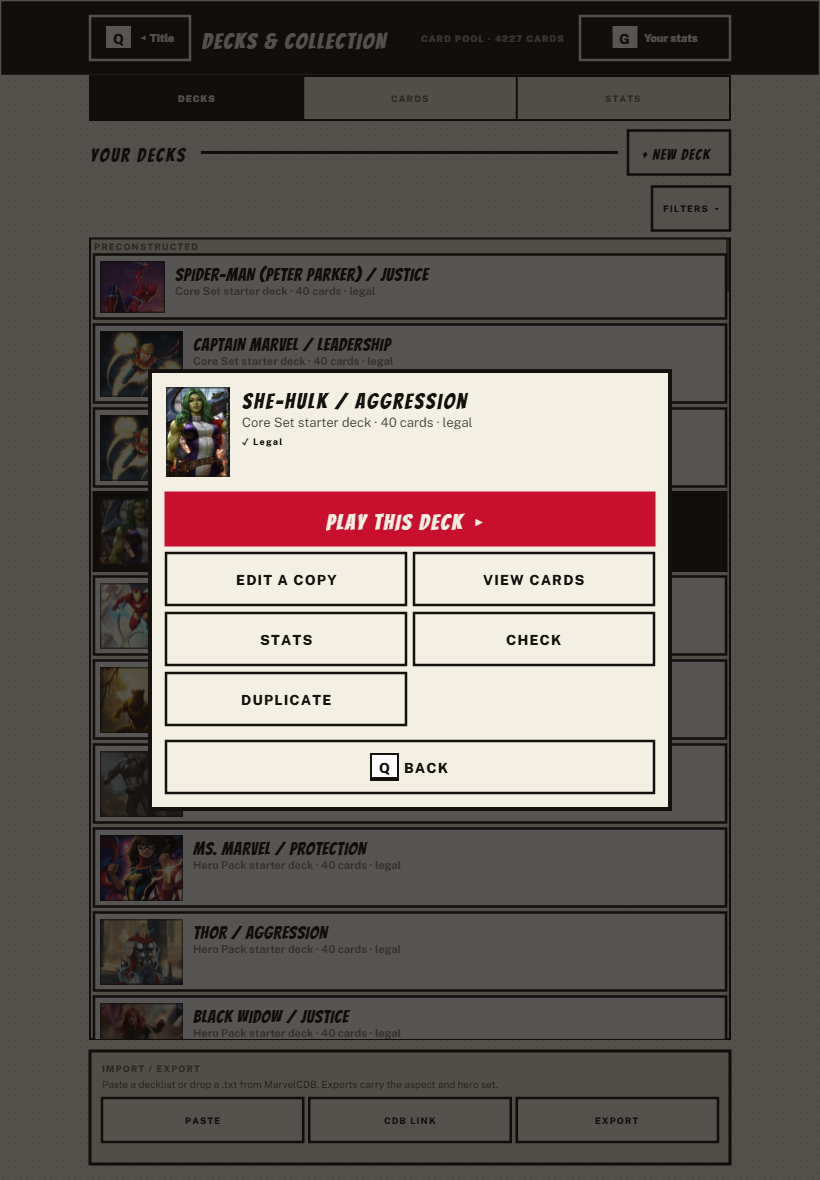 Q ◂ Title
DECKS & COLLECTION
CARD POOL · 4227 CARDS
G Your stats
DECKS
CARDS
STATS
YOUR DECKS
+ NEW DECK
FILTERS ▾
PRECONSTRUCTED
SPIDER-MAN (PETER PARKER) / JUSTICE
Core Set starter deck · 40 cards · legal
CAPTAIN MARVEL / LEADERSHIP
Core Set starter deck · 40 cards · legal
SHE-HULK / AGGRESSION
Core Set starter deck · 40 cards · legal
✓ Legal
PLAY THIS DECK ▸
EDIT A COPY
VIEW CARDS
STATS
CHECK
DUPLICATE
Q BACK
MS. MARVEL / PROTECTION
Hero Pack starter deck · 40 cards · legal
THOR / AGGRESSION
Hero Pack starter deck · 40 cards · legal
BLACK WIDOW / JUSTICE
Hero Pack starter deck · 40 cards · legal
IMPORT / EXPORT
Paste a decklist or drop a .txt from MarvelCDB. Exports carry the aspect and hero set.
PASTE
CDB LINK
EXPORT